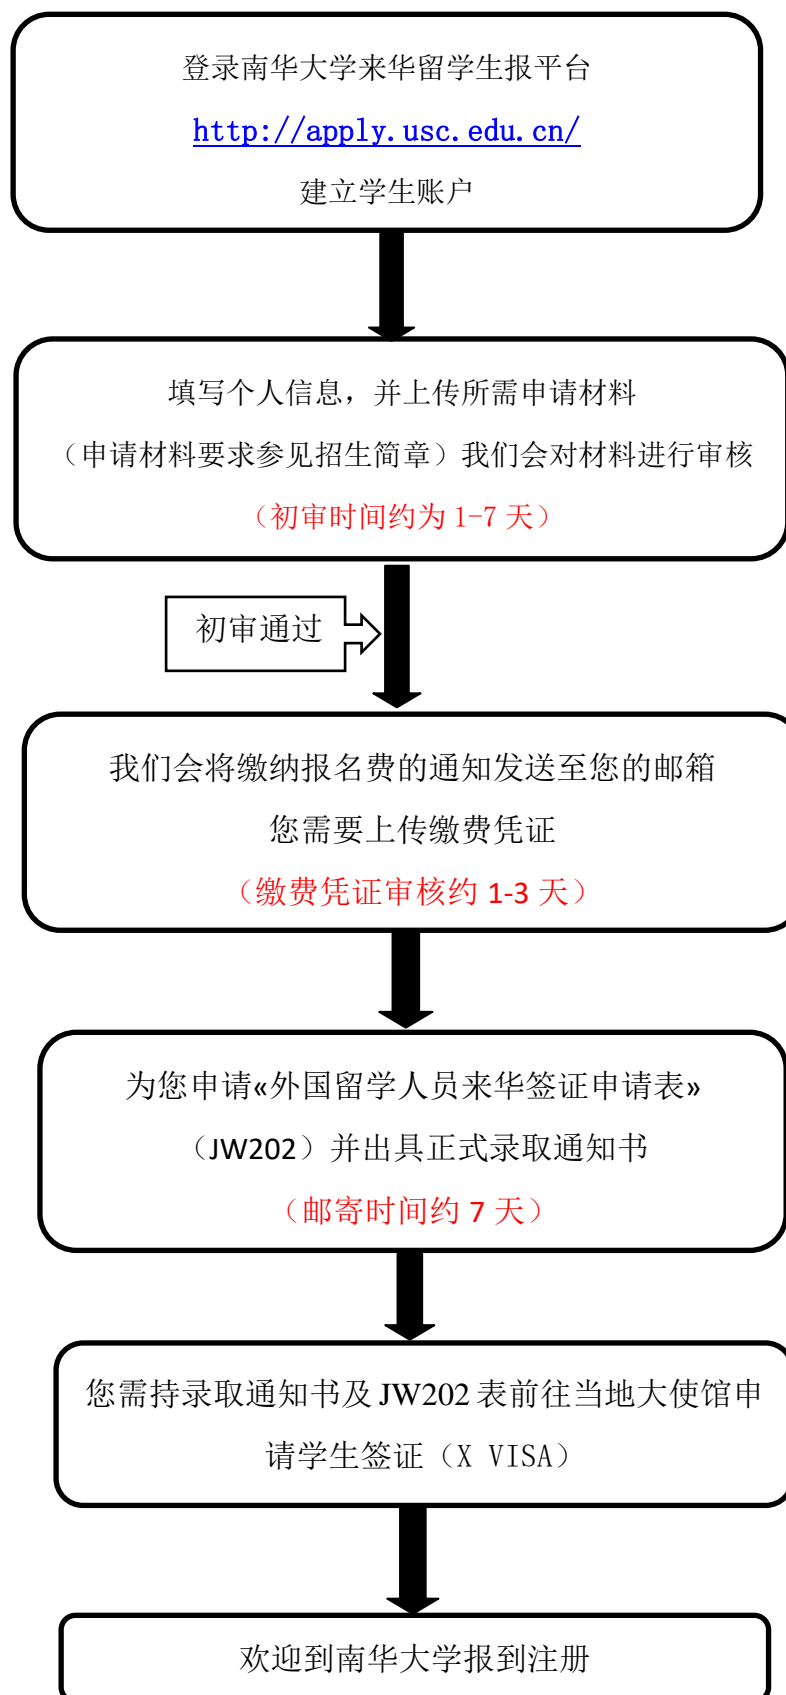 登录南华大学来华留学生报平台
http://apply.usc.edu.cn/
建立学生账户
填写个人信息，并上传所需申请材料
（申请材料要求参见招生简章）我们会对材料进行审核
（初审时间约为 1-7 天）
初审通过
我们会将缴纳报名费的通知发送至您的邮箱
您需要上传缴费凭证
（缴费凭证审核约 1-3 天）
为您申请«外国留学人员来华签证申请表»
（JW202）并出具正式录取通知书
（邮寄时间约 7 天）
您需持录取通知书及 JW202 表前往当地大使馆申
请学生签证（X VISA）
欢迎到南华大学报到注册